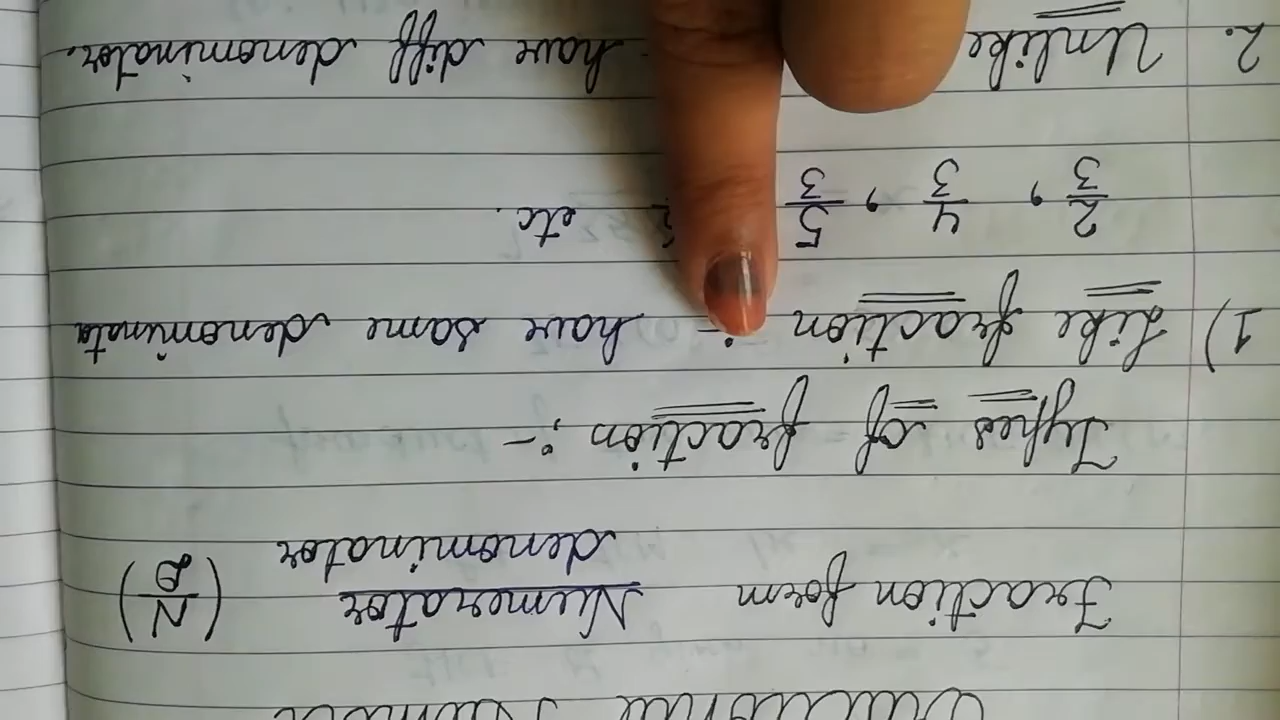 Fraction form Numerator/denominator (N/D)
Types of fraction :-
1) Like fraction :- have same denominato
2/3 , 4/3 , 5/3 etc.
2. Unlike have diff denominator.